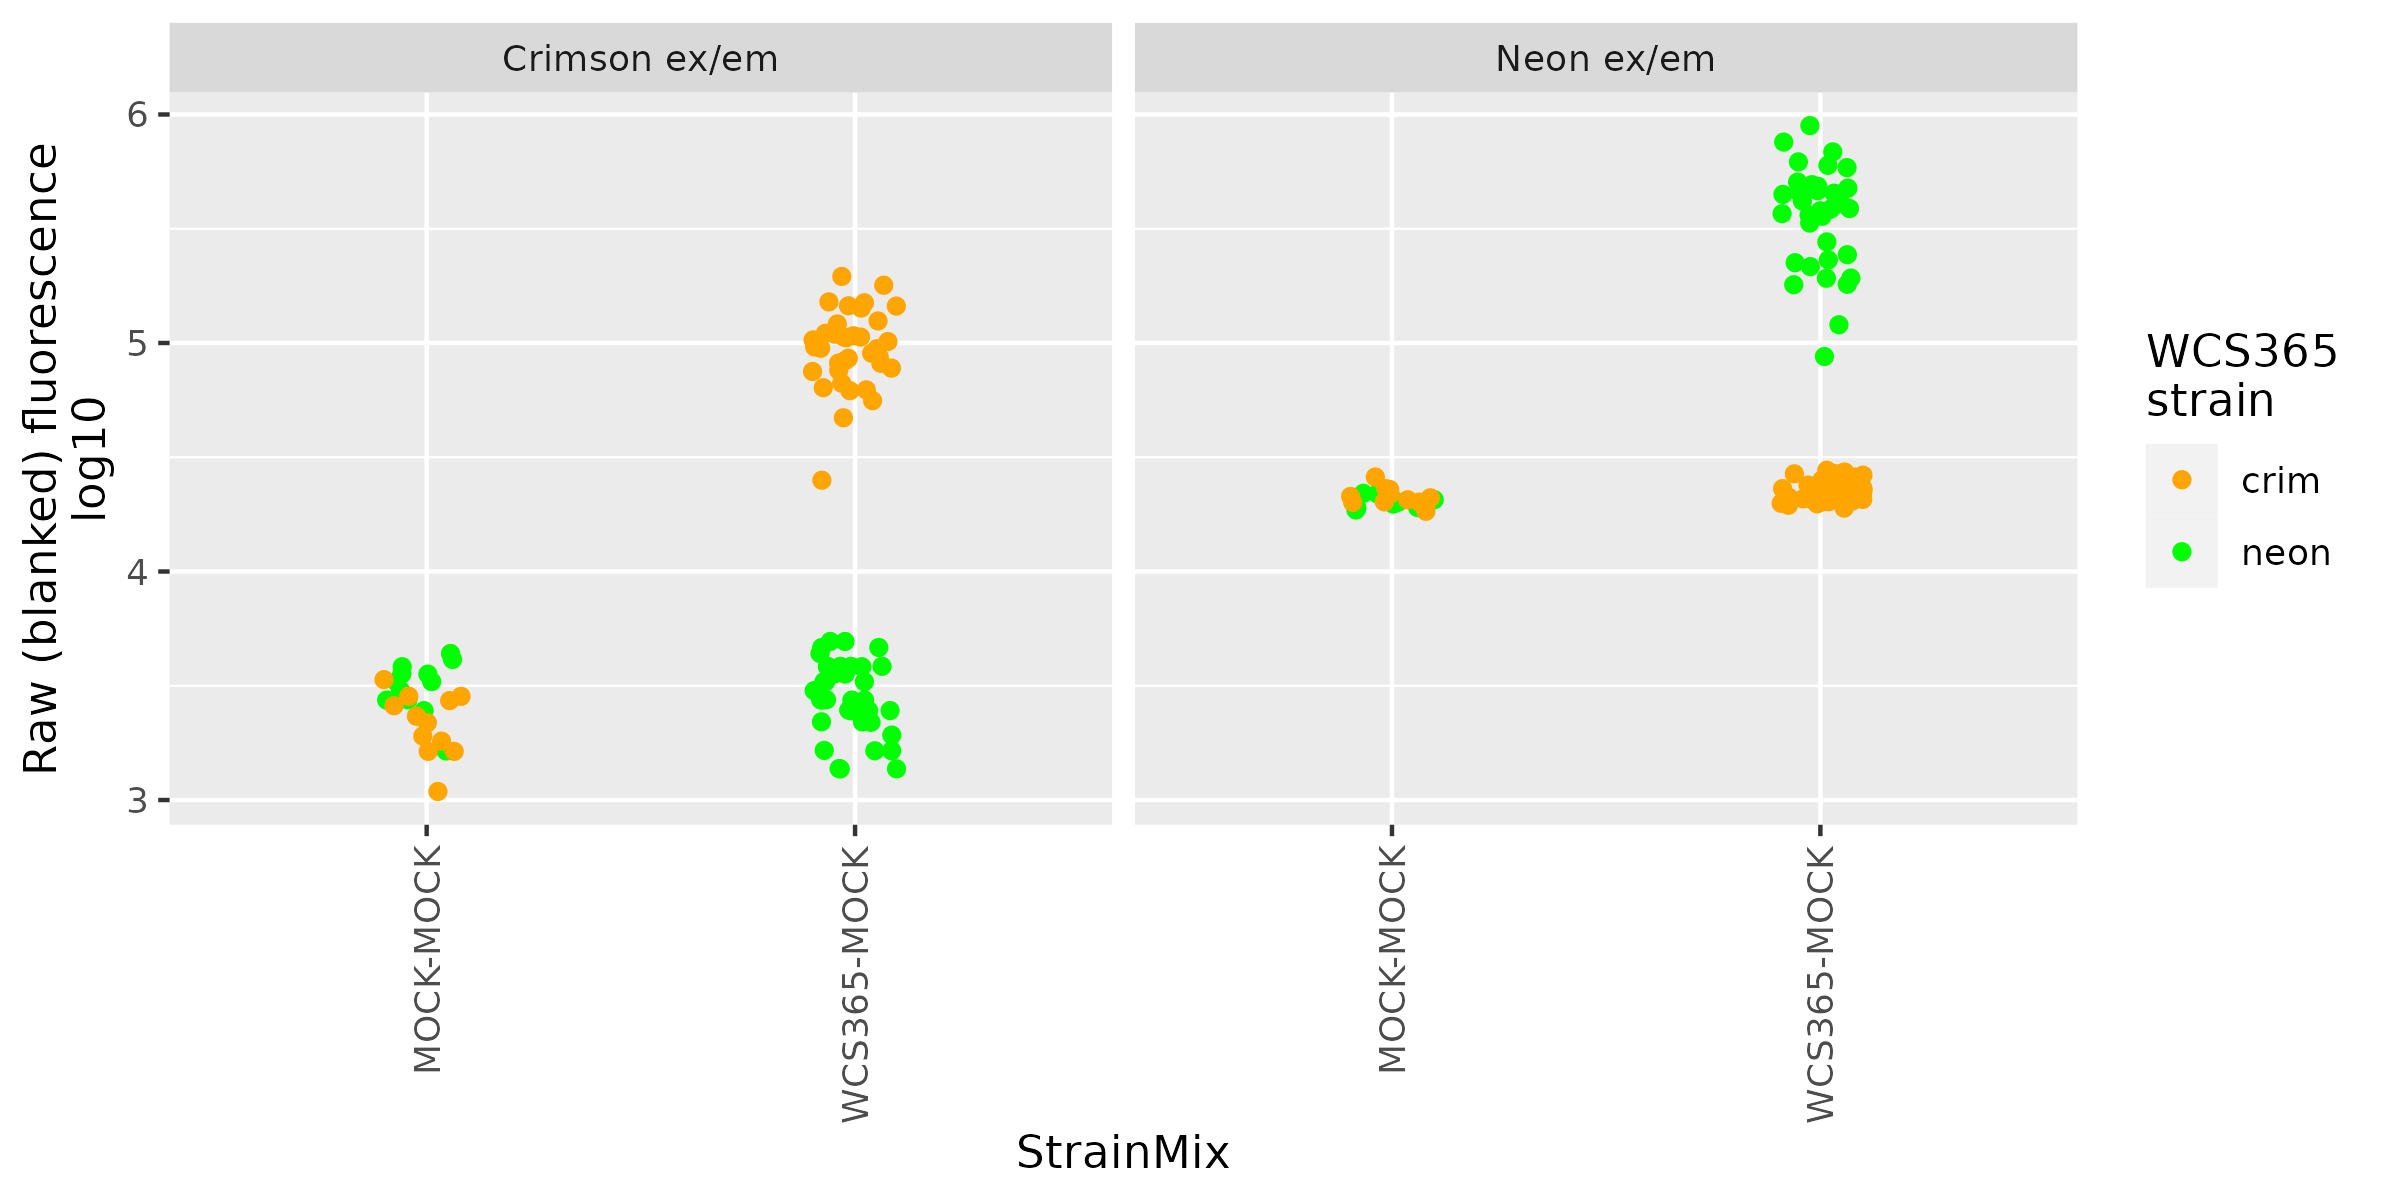 Crimson ex/em
Neon ex/em
Raw (blanked) fluorescence
log10
6
5
4
3
MOCK-MOCK
WCS365-MOCK
MOCK-MOCK
WCS365-MOCK
StrainMix
WCS365
strain
crim
neon